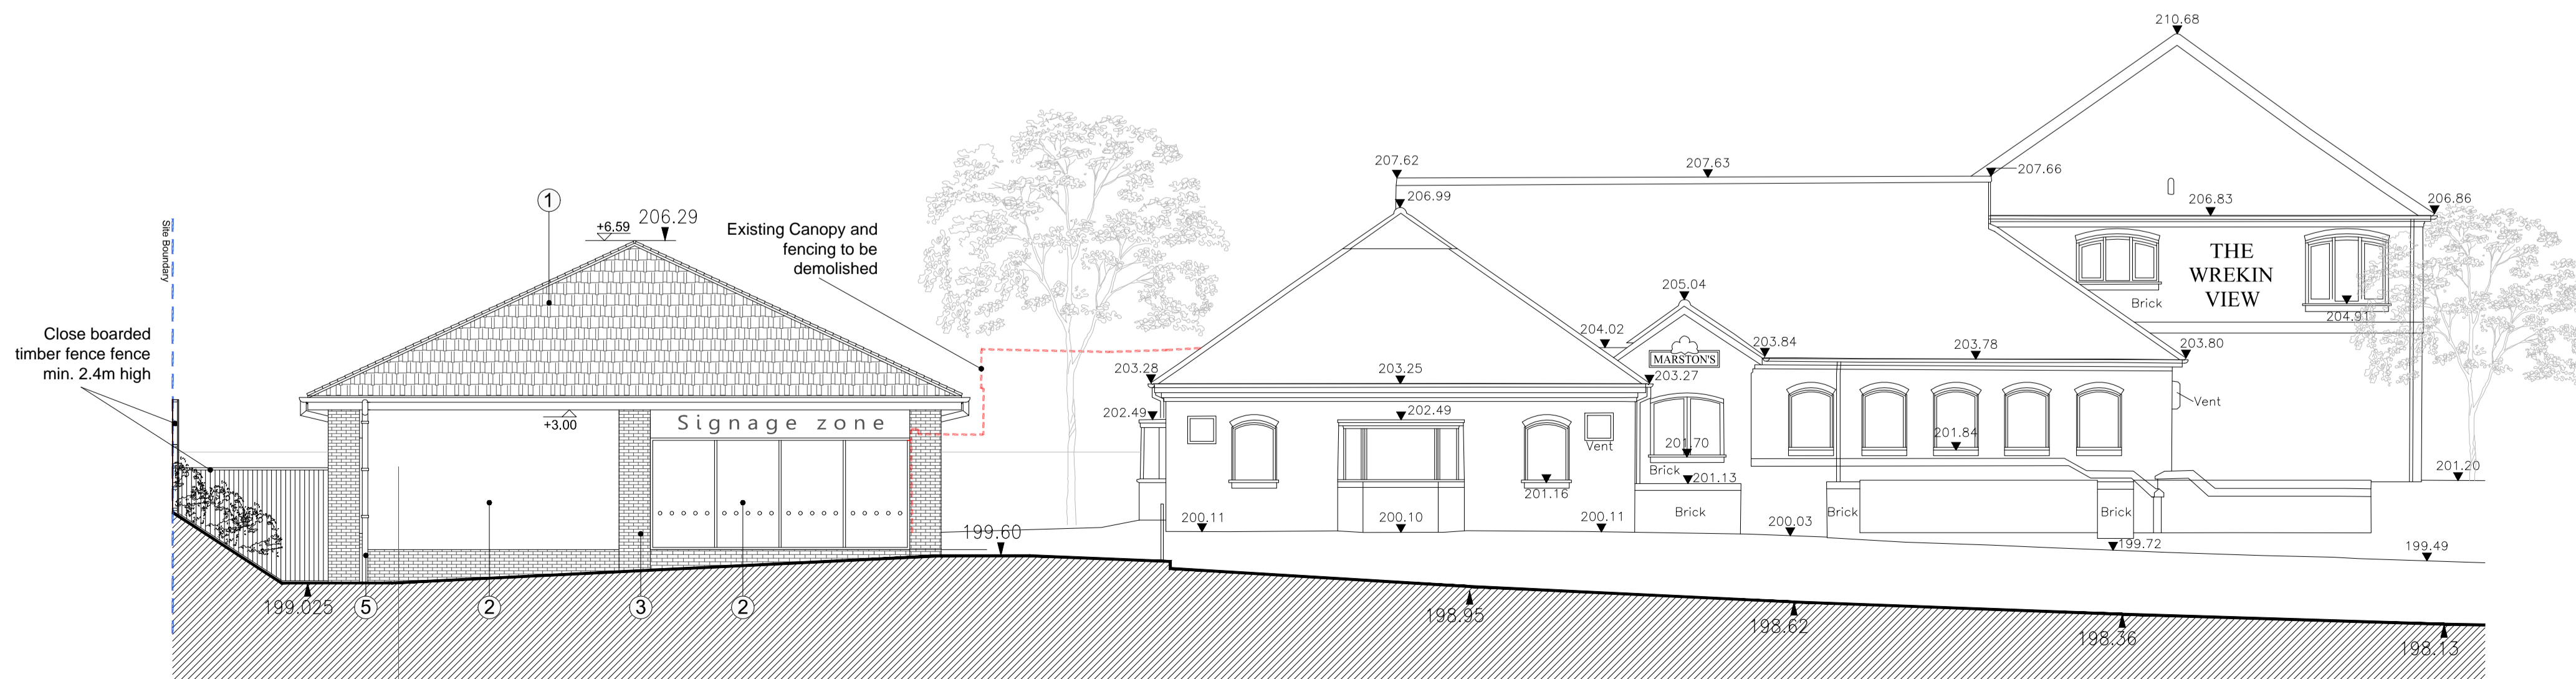 210.68
207.62
207.63
207.66
206.99
206.83
206.86
1
+6.59
206.29
Existing Canopy and
fencing to be
demolished
Site Boundary
THE
WREKIN
VIEW
Brick
204.91
205.04
204.02
MARSTON'S
203.84
203.78
203.80
Close boarded
timber fence fence
min. 2.4m high
203.28
203.25
203.27
202.49
202.49
+3.00
Signage zone
Vent
Vent
201.70
201.84
Brick
201.13
201.16
201.20
Brick
Brick
Brick
200.11
200.10
200.11
200.03
199.72
199.49
199.60
199.025
5
2
3
2
198.95
198.62
198.36
198.13